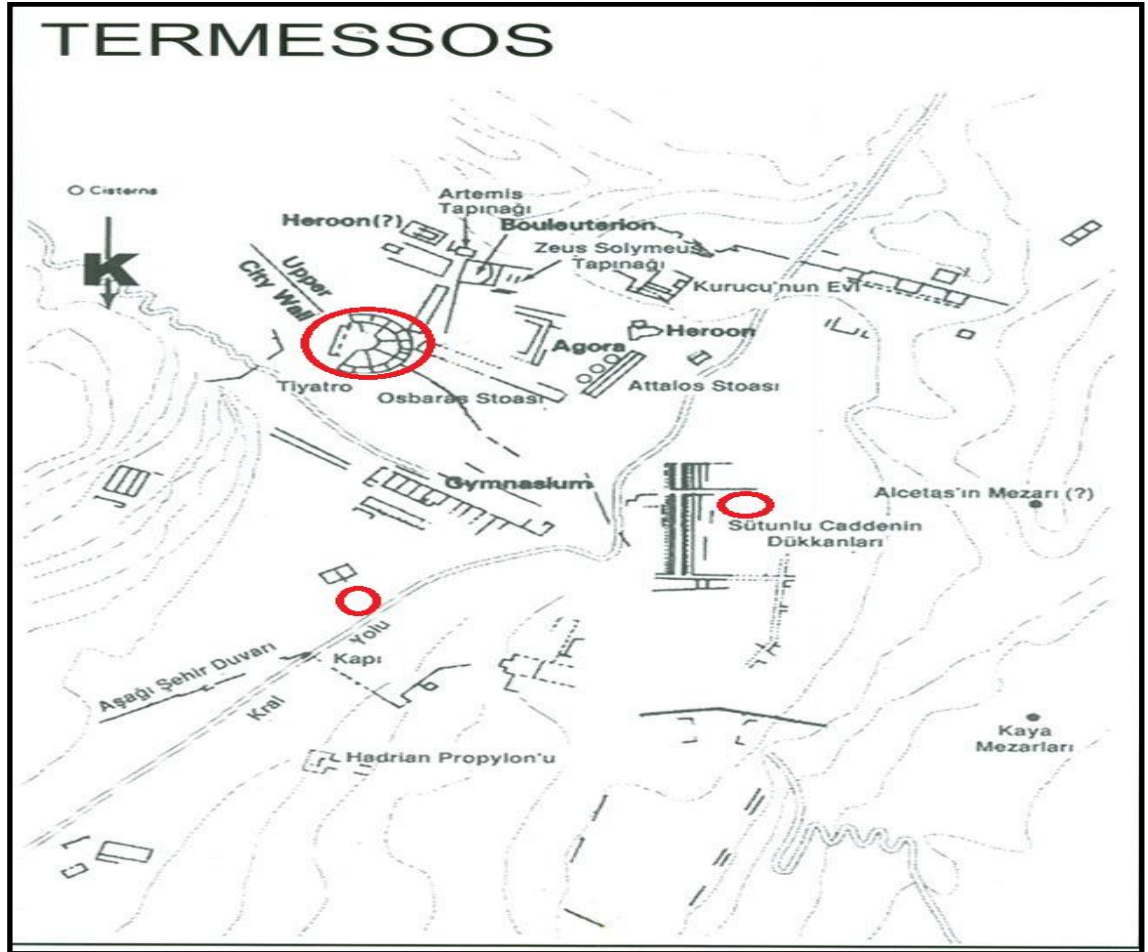 TERMESSOS
Cisterns
K
Artemis
Tapınağı
Heroon(?)
Bouleuterion
Zeus Solymeus
Tapınağı
Upper
City Wall
Kurucu'nun Evi
Heroon
Agora
Tiyatro
Osbaras Stoası
Attalos Stoası
Gymnasium
Alcetas'ın Mezarı (?)
Sütunlu Caddenin
Dükkanları
Kral Yolu
Kapı
Aşağı Şehir Duvarı
Kaya
Mezarları
Hadrian Propylon'u